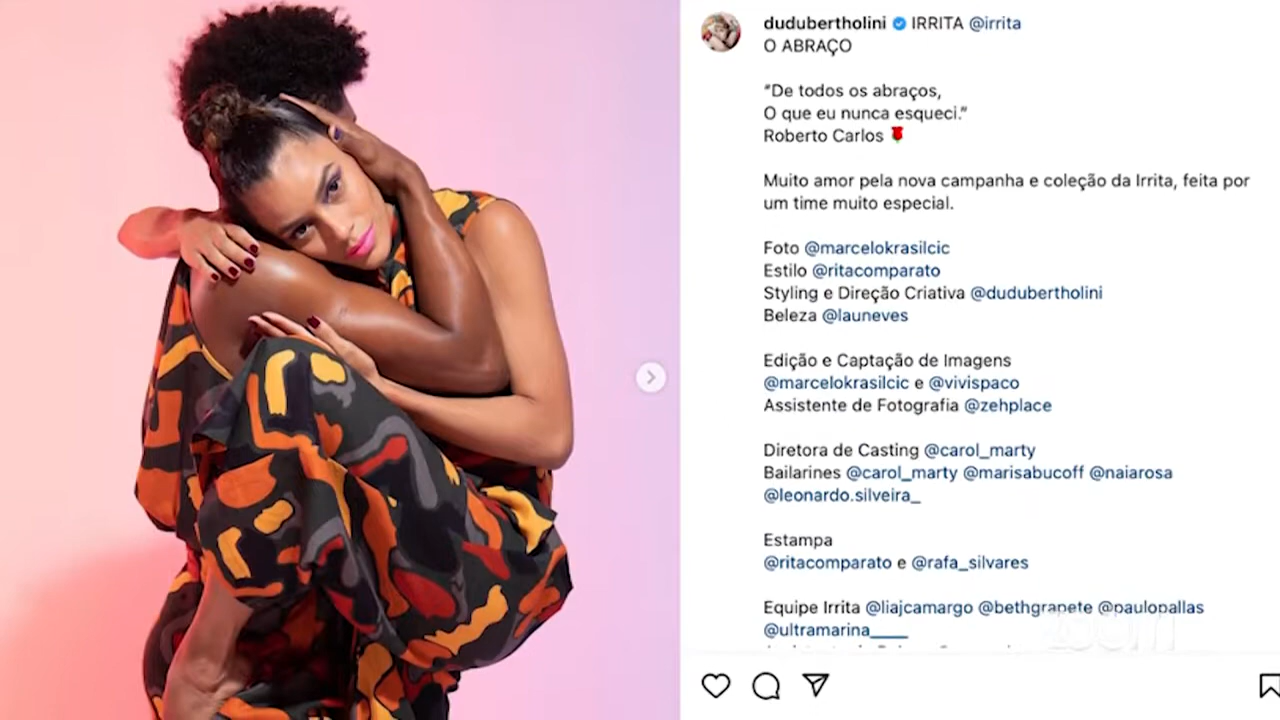 dudubertholini IRRITA @irrita
O ABRAÇO
“De todos os abraços,
O que eu nunca esqueci.”
Roberto Carlos
Muito amor pela nova campanha e coleção da Irrita, feita por
um time muito especial.
Foto @marcelokrasilcic
Estilo @ritacomparato
Styling e Direção Criativa @dudubertholini
Beleza @launeves
Edição e Captação de Imagens
@marcelokrasilcic e @vivispaco
Assistente de Fotografia @zehplace
Diretora de Casting @carol_marty
Bailarines @carol_marty @marisabucoff @naiarosa
@leonardo.silveira_
Estampa
@ritacomparato e @rafa_silvares
Equipe Irrita @liajcamargo @bethgrapete @paulopallas
@ultramarina____